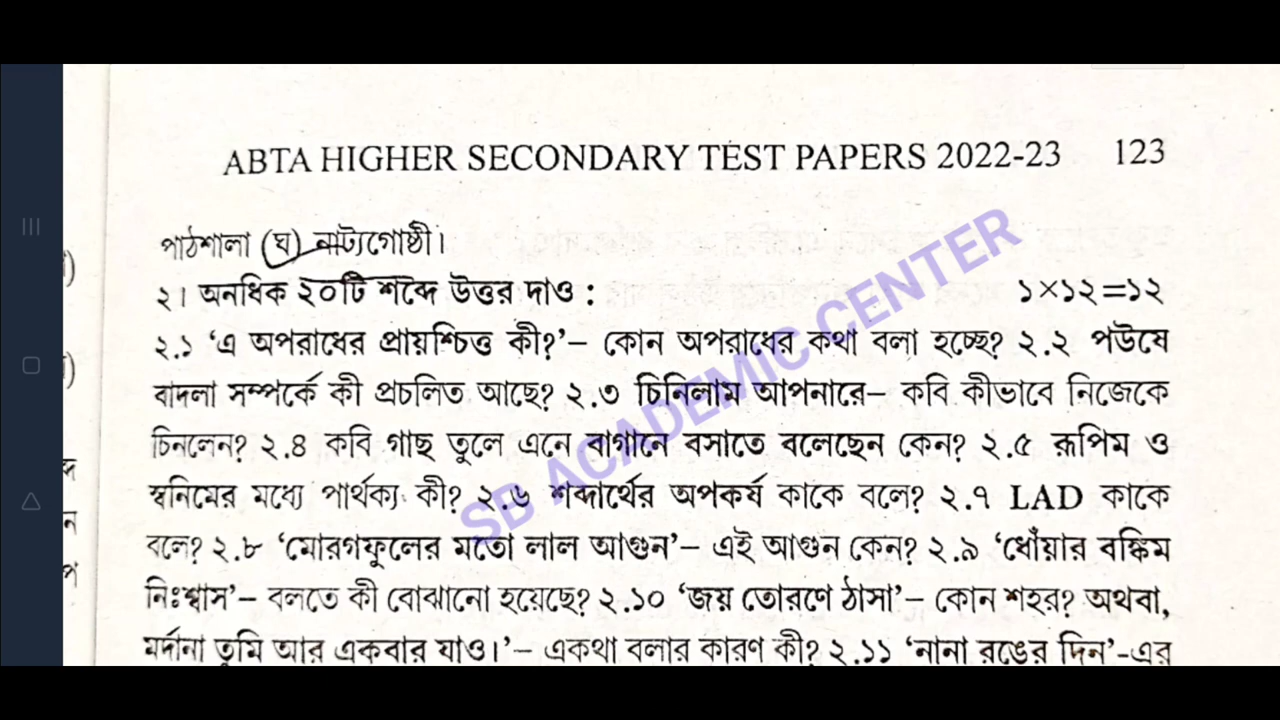 ABTA HIGHER SECONDARY TEST PAPERS 2022-23 123
পাঠশালা (ঘ) নাট্যগোষ্ঠী।
২। অনধিক ২০টি শব্দে উত্তর দাও : ১×১২=১২
২.১ ‘এ অপরাধের প্রায়শ্চিত্ত কী?’– কোন অপরাধের কথা বলা হচ্ছে? ২.২ পউষে
বাদলা সম্পর্কে কী প্রচলিত আছে? ২.৩ চিনিলাম আপনারে– কবি কীভাবে নিজেকে
চিনলেন? ২.৪ কবি গাছ তুলে এনে বাগানে বসাতে বলেছেন কেন? ২.৫ রূপিম ও
স্বনিমের মধ্যে পার্থক্য কী? ২.৬ শব্দার্থের অপকর্ষ কাকে বলে? ২.৭ LAD কাকে
বলে? ২.৮ ‘মোরগফুলের মতো লাল আগুন’– এই আগুন কেন? ২.৯ ‘ধোঁয়ার বঙ্কিম
নিঃশ্বাস’– বলতে কী বোঝানো হয়েছে? ২.১০ ‘জয় তোরণে ঠাসা’– কোন শহর? অথবা,
মর্দানা তুমি আর একবার যাও।’– একথা বলার কারণ কী? ২.১১ ‘নানা রঙের দিন’-এর
SB ACADEMIC CENTER